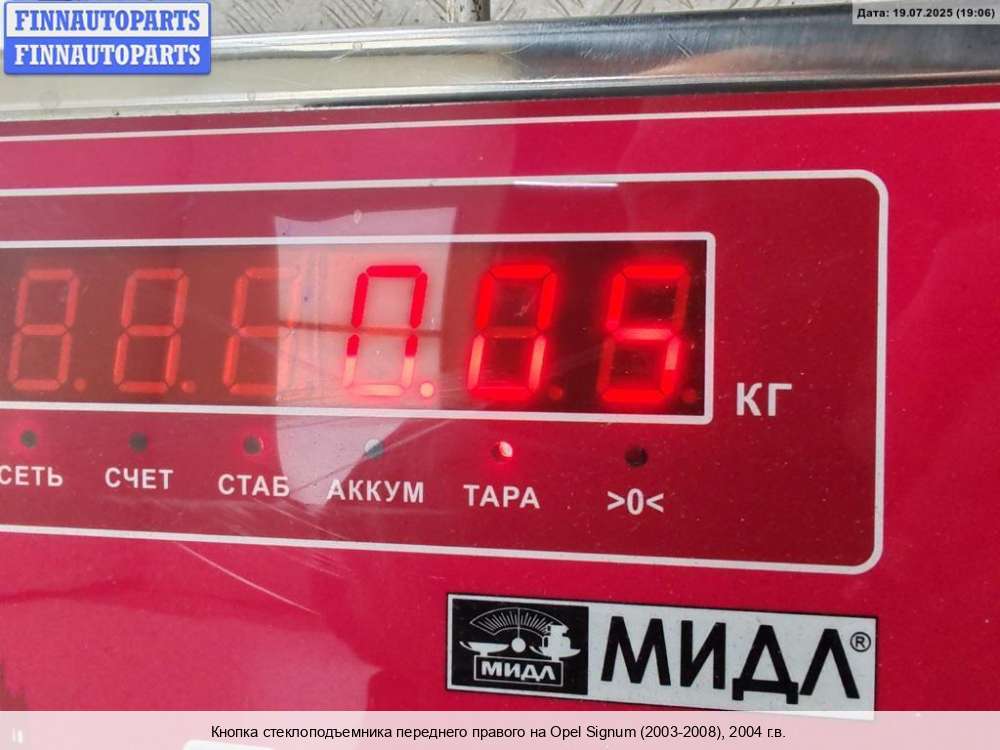 FINNAUTOPARTS
FINNAUTOPARTS
Дата: 19.07.2025 (19:06)
0.05
КГ
СЕТЬ СЧЕТ СТАБ АККУМ ТАРА >0<
МИДЛ
МИДЛ®
Кнопка стеклоподъемника переднего правого на Opel Signum (2003-2008), 2004 г.в.